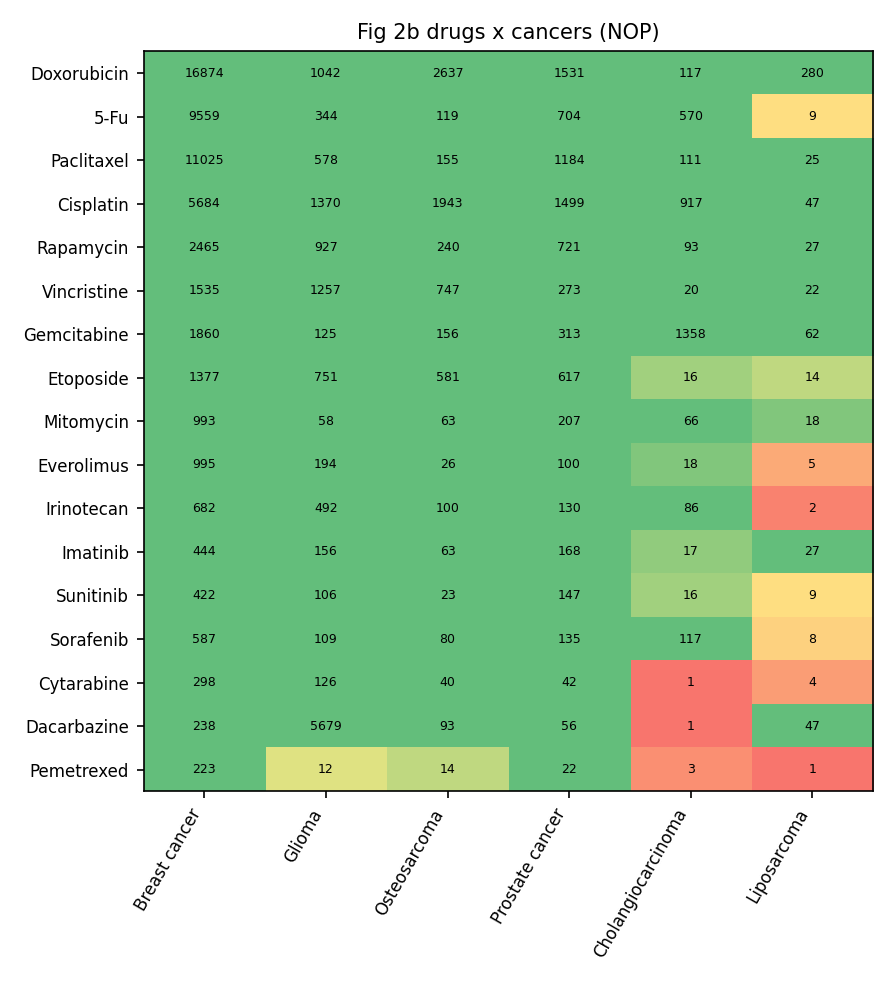 Fig 2b drugs x cancers (NOP)
Doxorubicin 16874 1042 2637 1531 117 280
5-Fu 9559 344 119 704 570 9
Paclitaxel 11025 578 155 1184 111 25
Cisplatin 5684 1370 1943 1499 917 47
Rapamycin 2465 927 240 721 93 27
Vincristine 1535 1257 747 273 20 22
Gemcitabine 1860 125 156 313 1358 62
Etoposide 1377 751 581 617 16 14
Mitomycin 993 58 63 207 66 18
Everolimus 995 194 26 100 18 5
Irinotecan 682 492 100 130 86 2
Imatinib 444 156 63 168 17 27
Sunitinib 422 106 23 147 16 9
Sorafenib 587 109 80 135 117 8
Cytarabine 298 126 40 42 1 4
Dacarbazine 238 5679 93 56 1 47
Pemetrexed 223 12 14 22 3 1
Breast cancer Glioma Osteosarcoma Prostate cancer Cholangiocarcinoma Liposarcoma